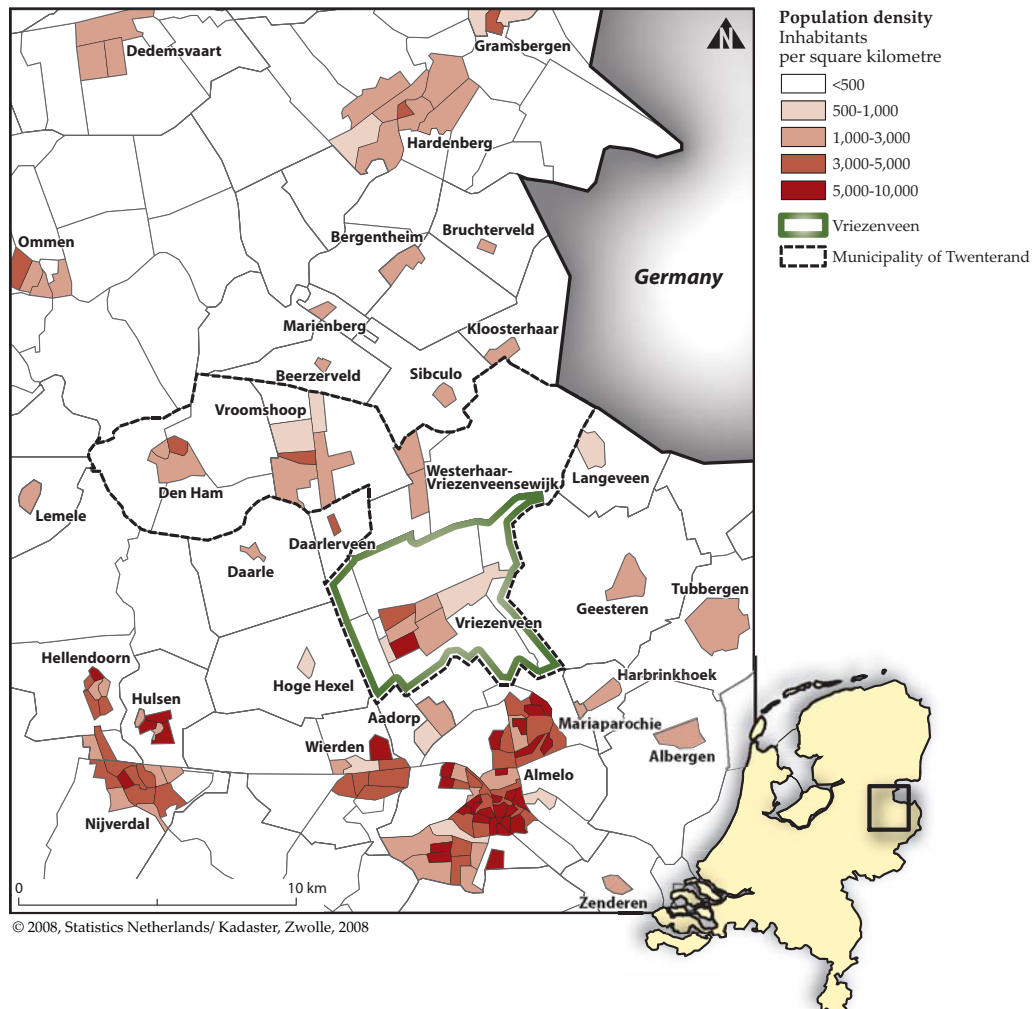 Population density
Inhabitants
per square kilometre
<500
500-1,000
1,000-3,000
3,000-5,000
5,000-10,000
Vriezenveen
Municipality of Twenterand
N
Dedemsvaart
Gramsbergen
Hardenberg
Ommen
Bergentheim
Bruchterveld
Germany
Mariënberg
Kloosterhaar
Beerzerveld
Sibculo
Vroomshoop
Westerhaar-
Vriezenveensewijk
Langeveen
Den Ham
Lemele
Daarlerveen
Daarle
Geesteren
Tubbergen
Vriezenveen
Hellendoorn
Hoge Hexel
Harbrinkhoek
Hulsen
Aadorp
Mariaparochie
Wierden
Albergen
Almelo
Nijverdal
Zenderen
0
10 km
© 2008, Statistics Netherlands/ Kadaster, Zwolle, 2008